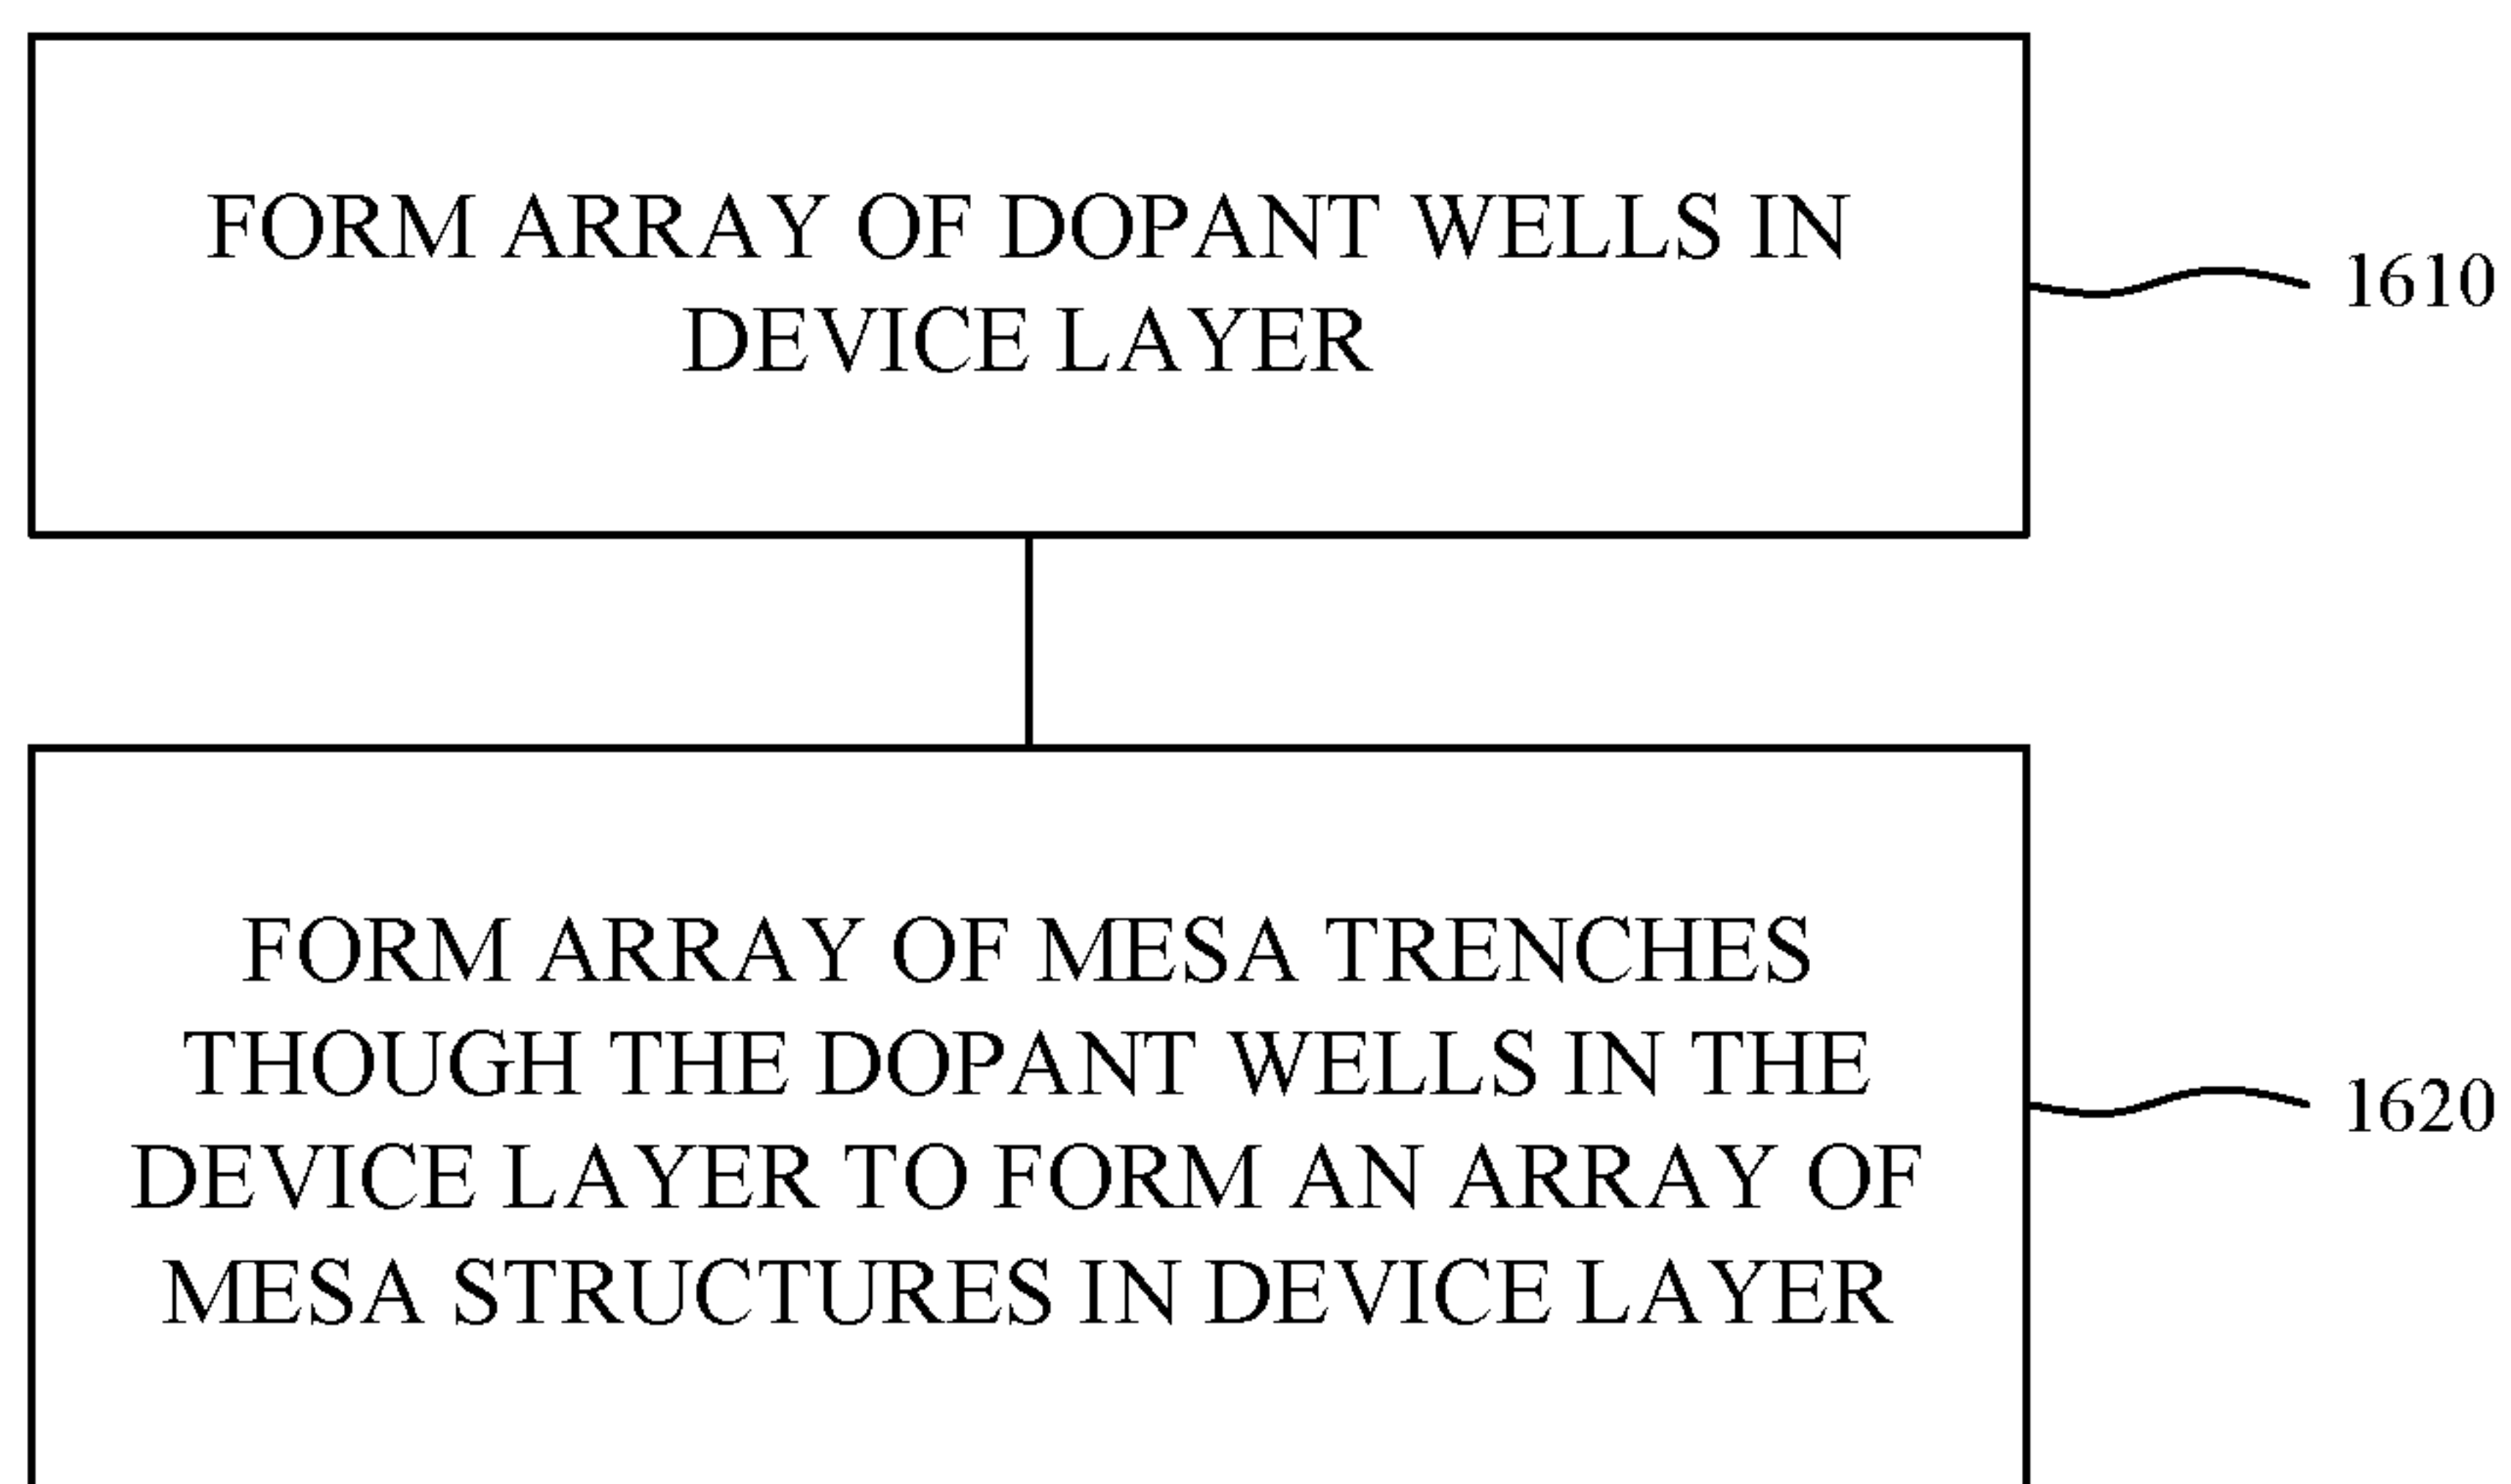 FORM ARRAY OF DOPANT WELLS IN
DEVICE LAYER
1610
FORM ARRAY OF MESA TRENCHES
THOUGH THE DOPANT WELLS IN THE
DEVICE LAYER TO FORM AN ARRAY OF
MESA STRUCTURES IN DEVICE LAYER
1620